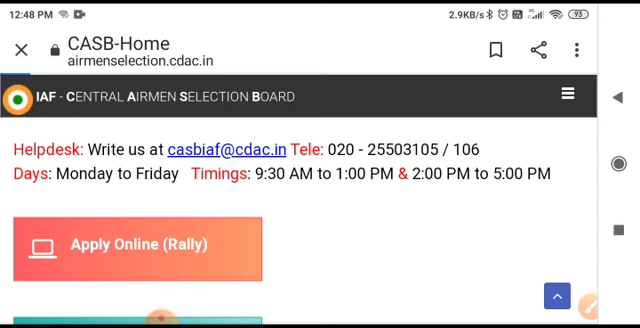 12:48 PM
2.9KB/s
93
CASB-Home
airmenselection.cdac.in
IAF - CENTRAL AIRMEN SELECTION BOARD
Helpdesk: Write us at casbiaf@cdac.in Tele: 020 - 25503105 / 106
Days: Monday to Friday Timings: 9:30 AM to 1:00 PM & 2:00 PM to 5:00 PM
Apply Online (Rally)